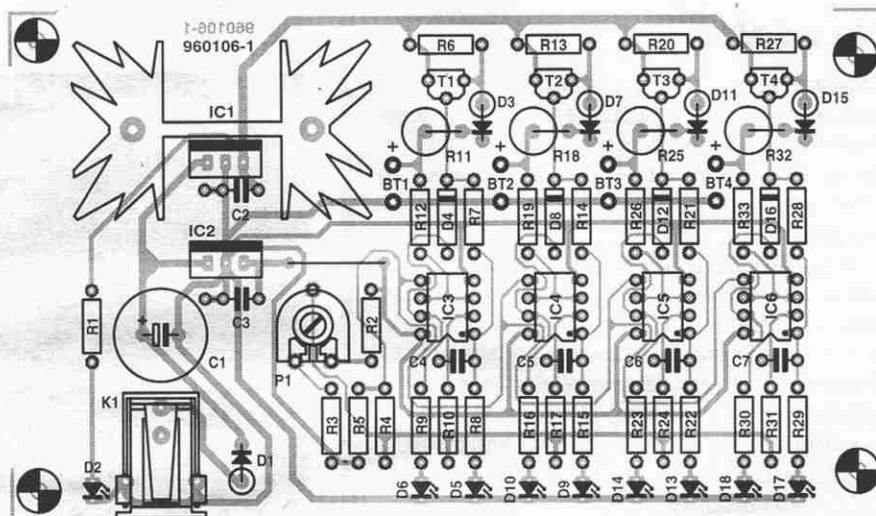 960106-1
960106-1
R6
R13
R20
R27
T1
T2
T3
T4
IC1
D3
D7
D11
D15
+
+
+
+
R11
R18
R25
R32
BT1
BT2
BT3
BT4
C2
R12
D4
R7
R19
D8
R14
R26
D12
R21
R33
D16
R28
IC2
IC3
IC4
IC5
IC6
C3
R1
+
C1
R2
P1
C4
C5
C6
C7
K1
R3
R5
R4
R9
R10
R8
R16
R17
R15
R23
R24
R22
R30
R31
R29
D2
D1
D6
D5
D10
D9
D14
D13
D18
D17